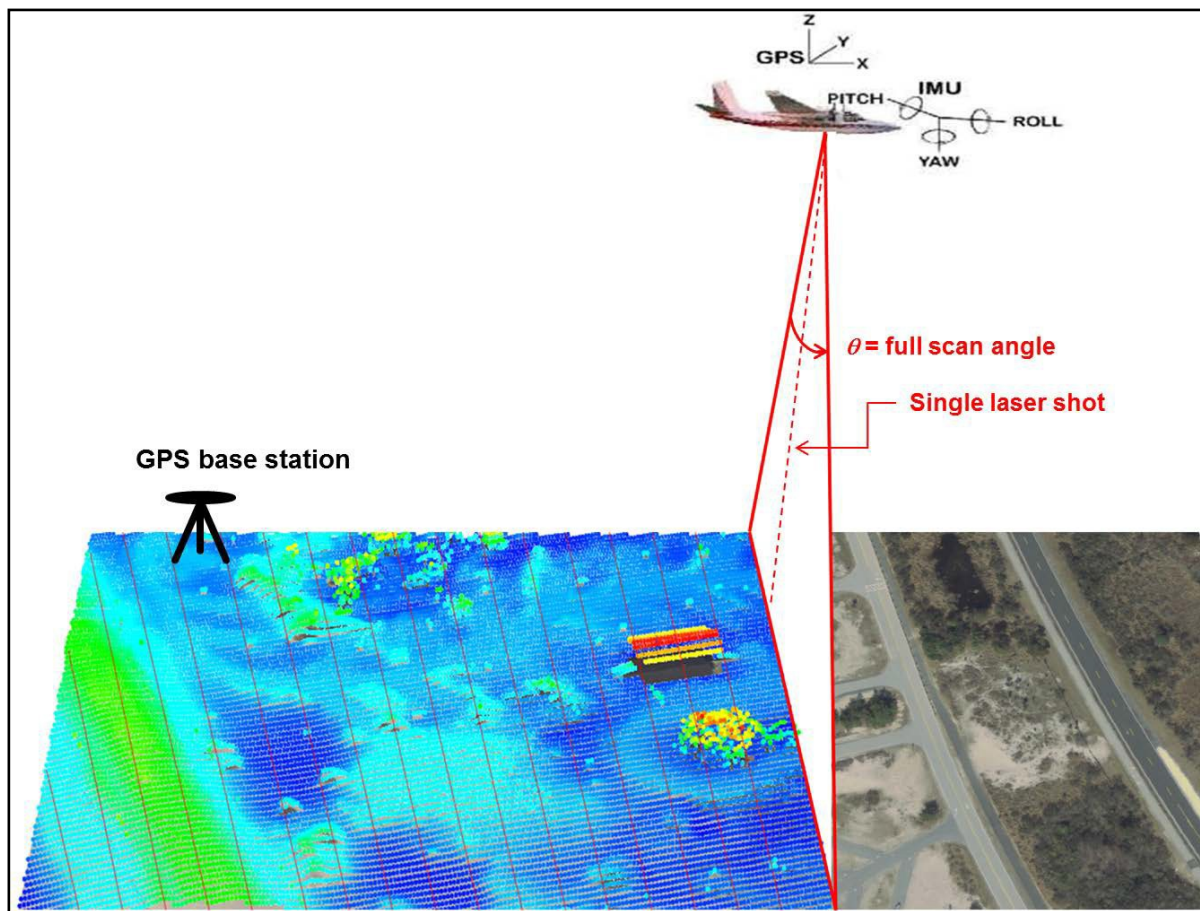 Z
Y
GPS
X
PITCH
IMU
ROLL
YAW
θ = full scan angle
Single laser shot
GPS base station